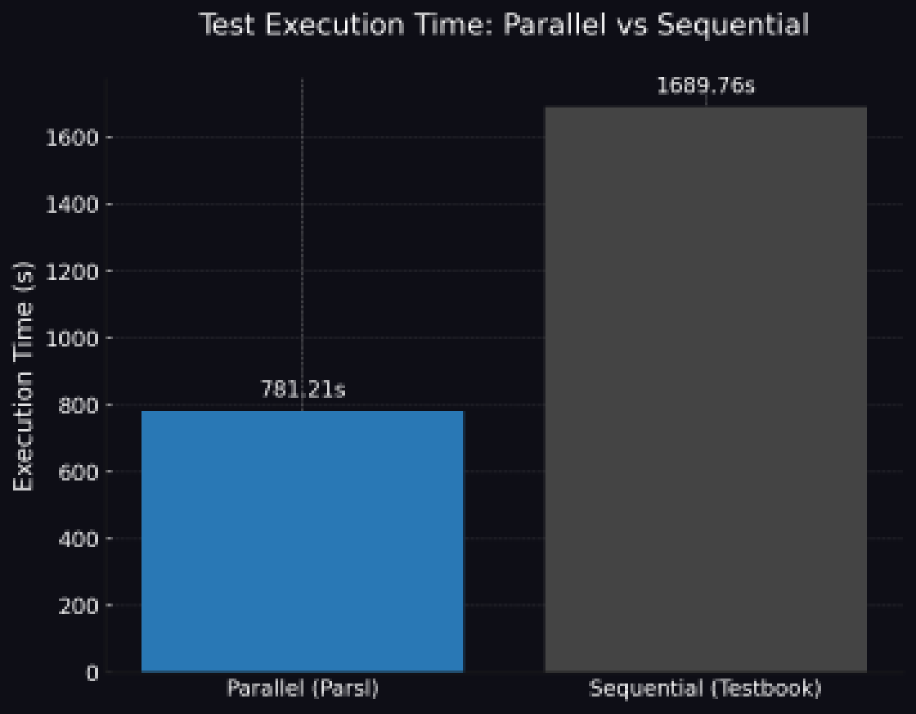 Test Execution Time: Parallel vs Sequential
1689.76s
1600
1400
1200
1000
800
600
400
200
0
Execution Time (s)
781.21s
Parallel (Parsl)
Sequential (Testbook)